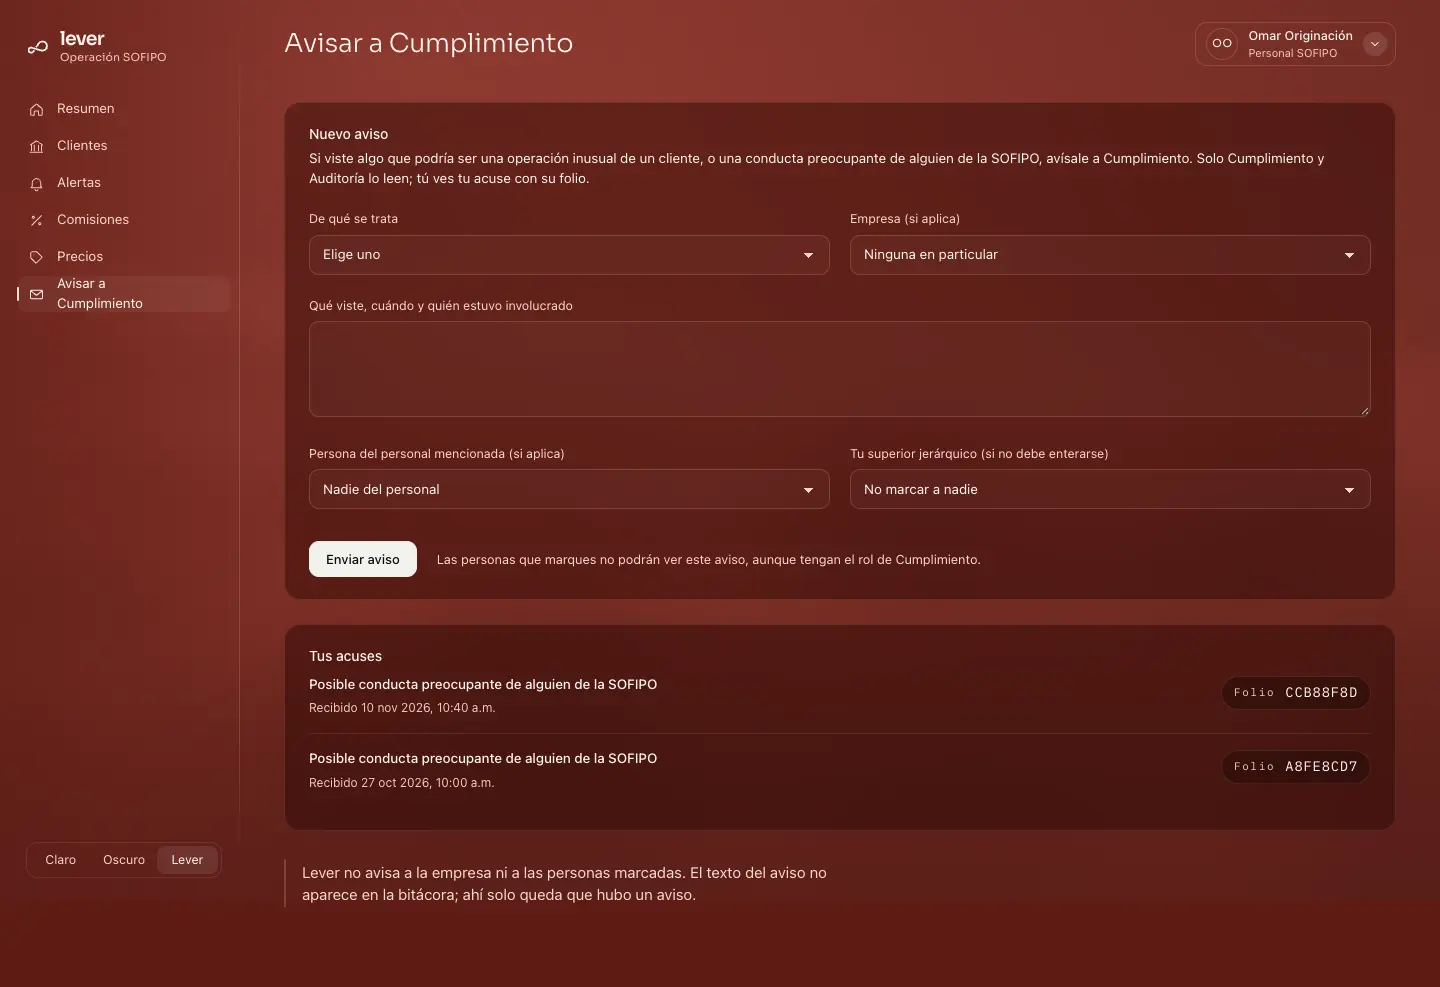 lever
Operación SOFIPO
Resumen
Clientes
Alertas
Comisiones
Precios
Avisar a
Cumplimiento
Claro
Oscuro
Lever
Avisar a Cumplimiento
OO
Omar Originación
Personal SOFIPO
Nuevo aviso
Si viste algo que podría ser una operación inusual de un cliente, o una conducta preocupante de alguien de la SOFIPO, avísale a Cumplimiento. Solo Cumplimiento y
Auditoría lo leen; tú ves tu acuse con su folio.
De qué se trata
Elige uno
Empresa (si aplica)
Ninguna en particular
Qué viste, cuándo y quién estuvo involucrado
Persona del personal mencionada (si aplica)
Nadie del personal
Tu superior jerárquico (si no debe enterarse)
No marcar a nadie
Enviar aviso
Las personas que marques no podrán ver este aviso, aunque tengan el rol de Cumplimiento.
Tus acuses
Posible conducta preocupante de alguien de la SOFIPO
Recibido 10 nov 2026, 10:40 a.m.
Folio CCB88F8D
Posible conducta preocupante de alguien de la SOFIPO
Recibido 27 oct 2026, 10:00 a.m.
Folio A8FE8CD7
Lever no avisa a la empresa ni a las personas marcadas. El texto del aviso no
aparece en la bitácora; ahí solo queda que hubo un aviso.